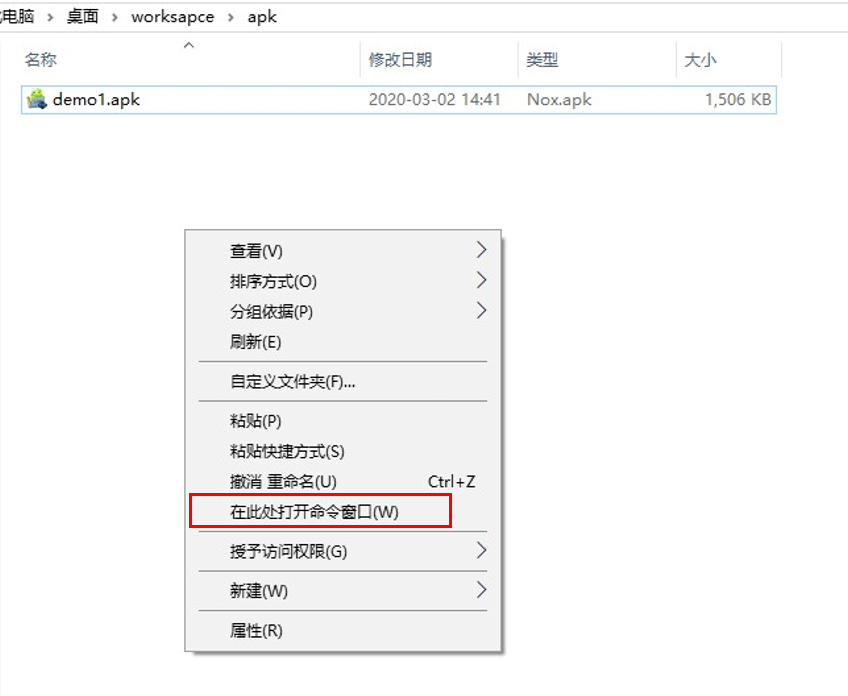 电脑 > 桌面 > worksapce > apk
名称 修改日期 类型 大小
demo1.apk 2020-03-02 14:41 Nox.apk 1,506 KB
查看(V)
排序方式(O)
分组依据(P)
刷新(E)
自定义文件夹(F)...
粘贴(P)
粘贴快捷方式(S)
撤消 重命名(U) Ctrl+Z
在此处打开命令窗口(W)
授予访问权限(G)
新建(W)
属性(R)